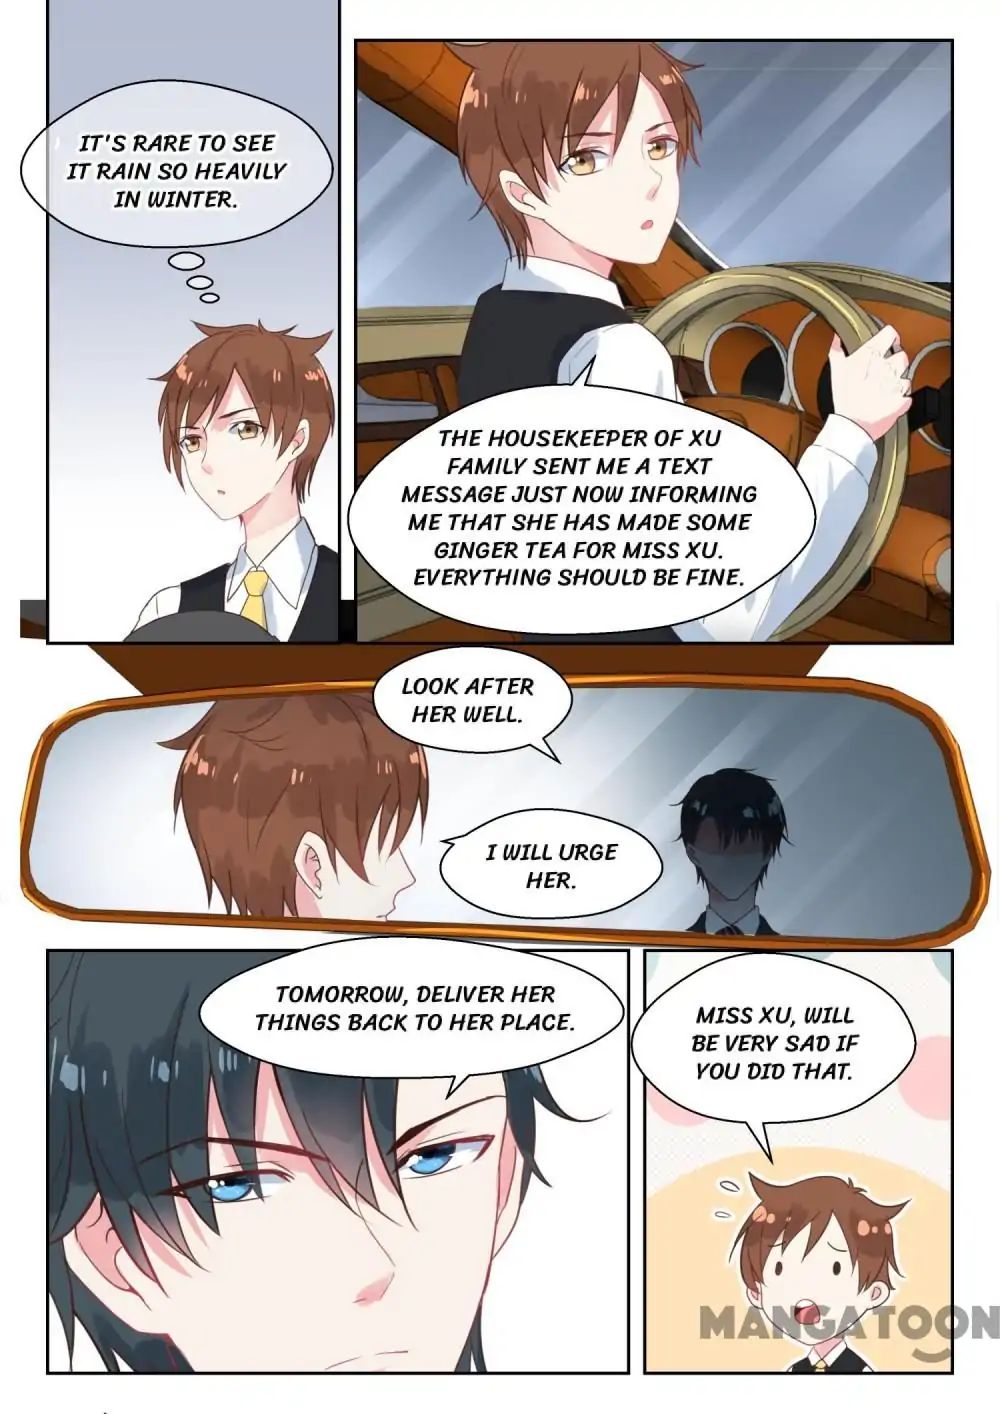 IT'S RARE TO SEE
IT RAIN SO HEAVILY
IN WINTER.
THE HOUSEKEEPER OF XU
FAMILY SENT ME A TEXT
MESSAGE JUST NOW INFORMING
ME THAT SHE HAS MADE SOME
GINGER TEA FOR MISS XU.
EVERYTHING SHOULD BE FINE.
LOOK AFTER
HER WELL.
I WILL URGE
HER.
TOMORROW, DELIVER HER
THINGS BACK TO HER PLACE.
MISS XU, WILL
BE VERY SAD IF
YOU DID THAT.
MANGATOON